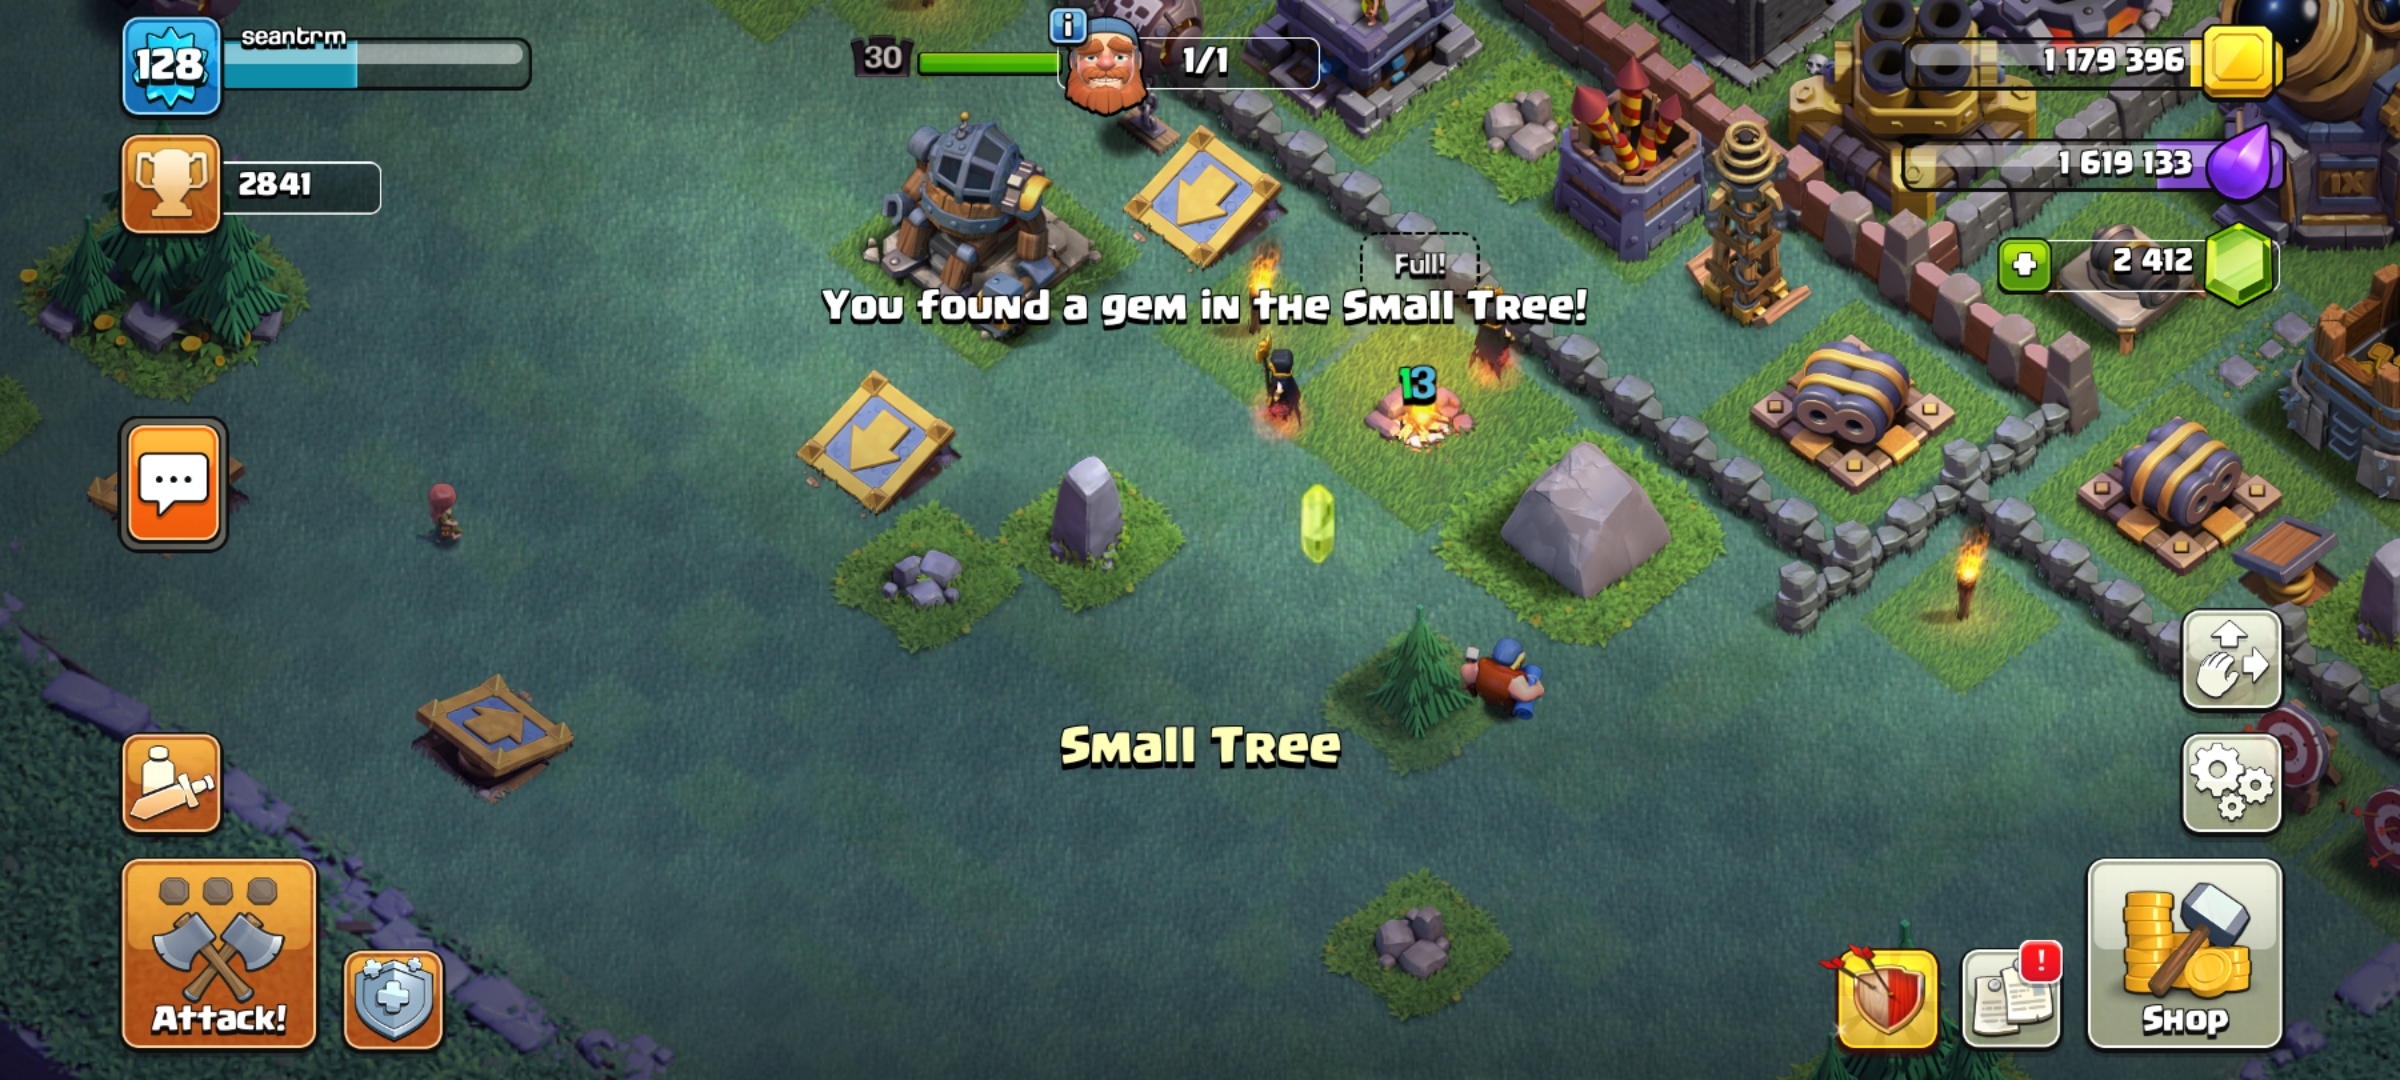 128
seantrm
30
1/1
1 179 396
2841
1 619 133
2 412
Full!
You found a gem in the Small Tree!
13
IX
Small Tree
Attack!
!
Shop